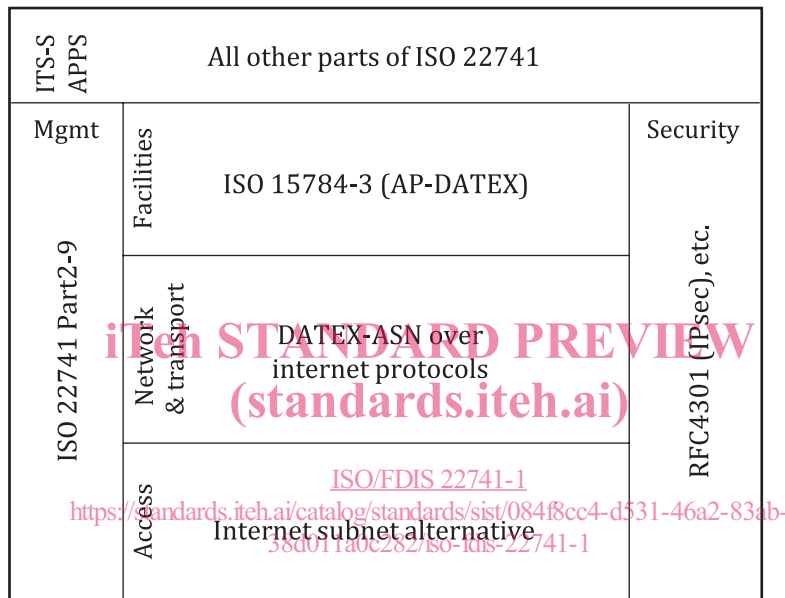 ITS-S
APPS
All other parts of ISO 22741
Mgmt
ISO 22741 Part2-9
Facilities
ISO 15784-3 (AP-DATEX)
Network
& transport
DATEX-ASN over
internet protocols
Access
Internet subnet alternative
Security
RFC4301 (IPsec), etc.
iTeh STANDARD PREVIEW
(standards.iteh.ai)
ISO/FDIS 22741-1
https://standards.iteh.ai/catalog/standards/sist/084f8cc4-d531-46a2-83ab-
38d011a0c282/iso-fdis-22741-1